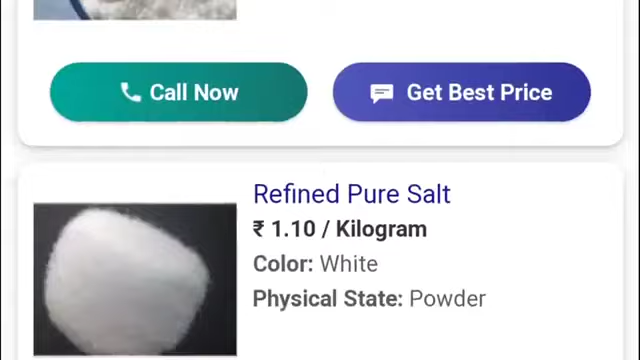 Call Now
Get Best Price
Refined Pure Salt
₹ 1.10 / Kilogram
Color: White
Physical State: Powder